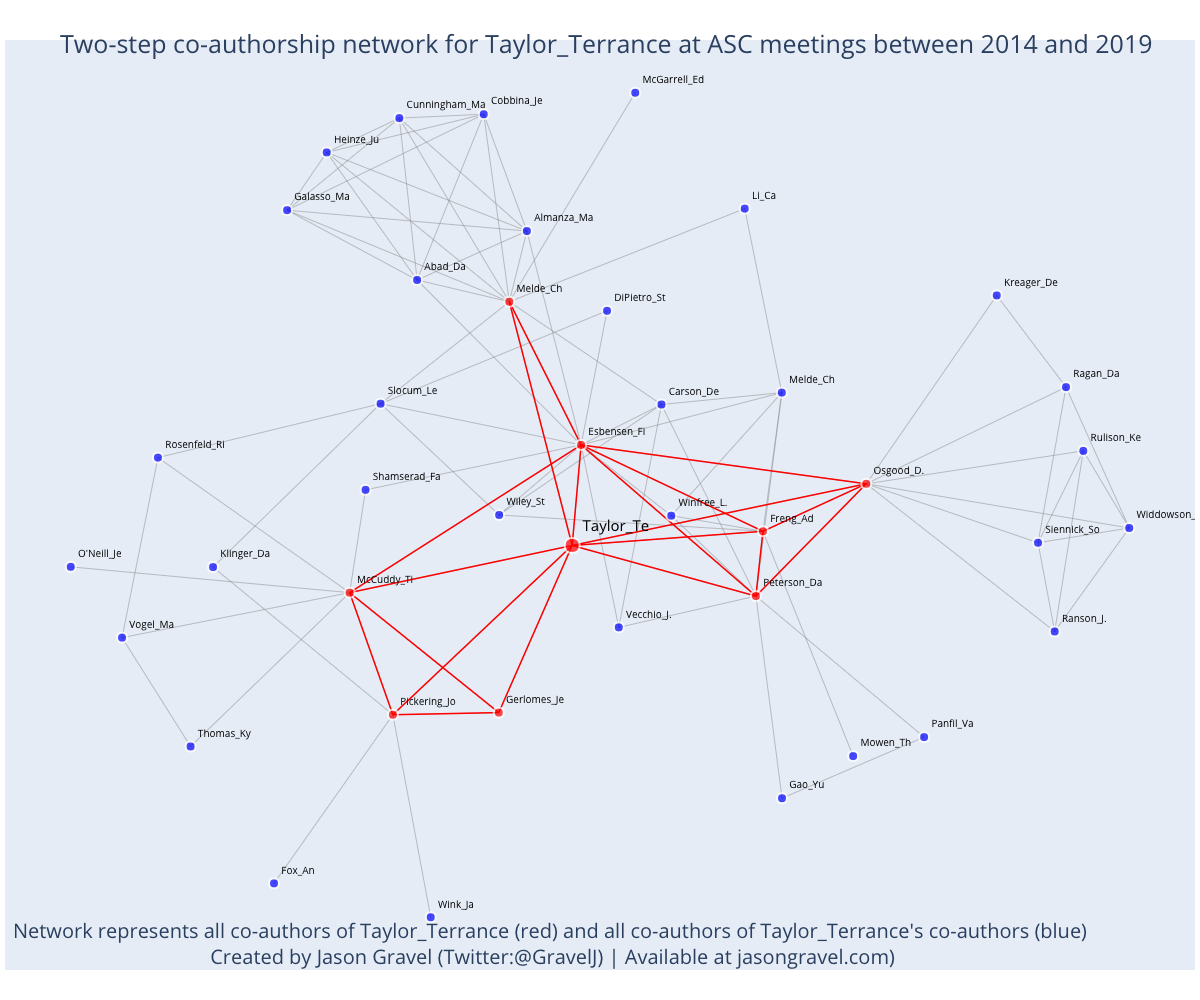 Two-step co-authorship network for Taylor_Terrance at ASC meetings between 2014 and 2019
McGarrell_Ed
Cunningham_Ma
Cobbina_Je
Heinze_Ju
Galasso_Ma
Li_Ca
Almanza_Ma
Abad_Da
Melde_Ch
Kreager_De
DiPietro_St
Ragan_Da
Melde_Ch
Slocum_Le
Carson_De
Esbensen_Fi
Rulison_Ke
Rosenfeld_Ri
Osgood_D.
Shamserad_Fa
Wiley_St
Winfree_L.
Widdowson_
Freng_Ad
Taylor_Te
Siennick_So
O'Neill_Je
Klinger_Da
McCuddy_Ti
Peterson_Da
Vogel_Ma
Vecchio_J.
Ranson_J.
Pickering_Jo
Gerlomes_Je
Panfil_Va
Thomas_Ky
Mowen_Th
Gao_Yu
Fox_An
Wink_Ja
Network represents all co-authors of Taylor_Terrance (red) and all co-authors of Taylor_Terrance's co-authors (blue)
Created by Jason Gravel (Twitter:@GravelJ) | Available at jasongravel.com)